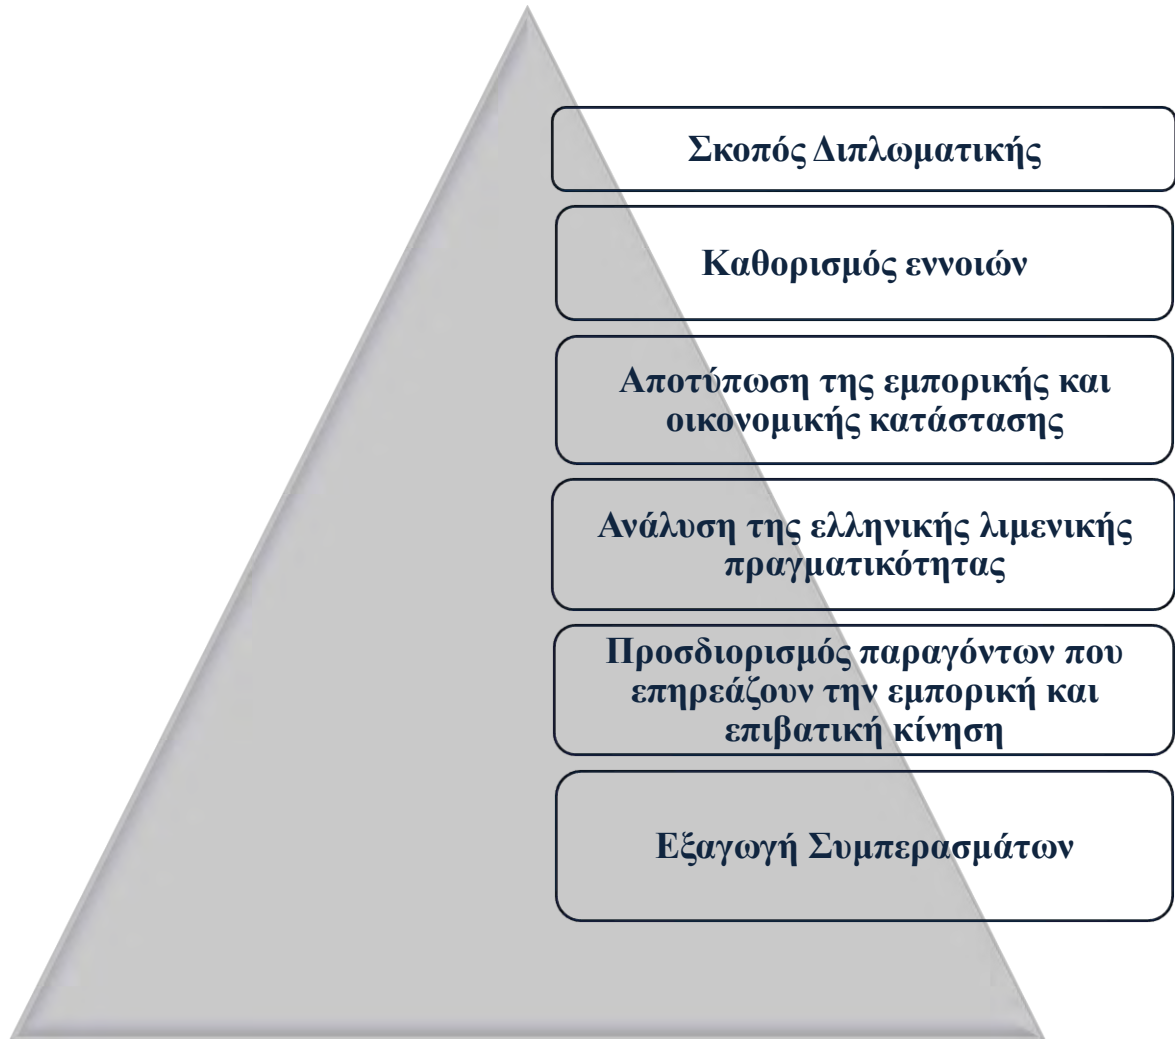 Σκοπός Διπλωματικής
Καθορισμός εννοιών
Αποτύπωση της εμπορικής και
οικονομικής κατάστασης
Ανάλυση της ελληνικής λιμενικής
πραγματικότητας
Προσδιορισμός παραγόντων που
επηρεάζουν την εμπορική και
επιβατική κίνηση
Εξαγωγή Συμπερασμάτων